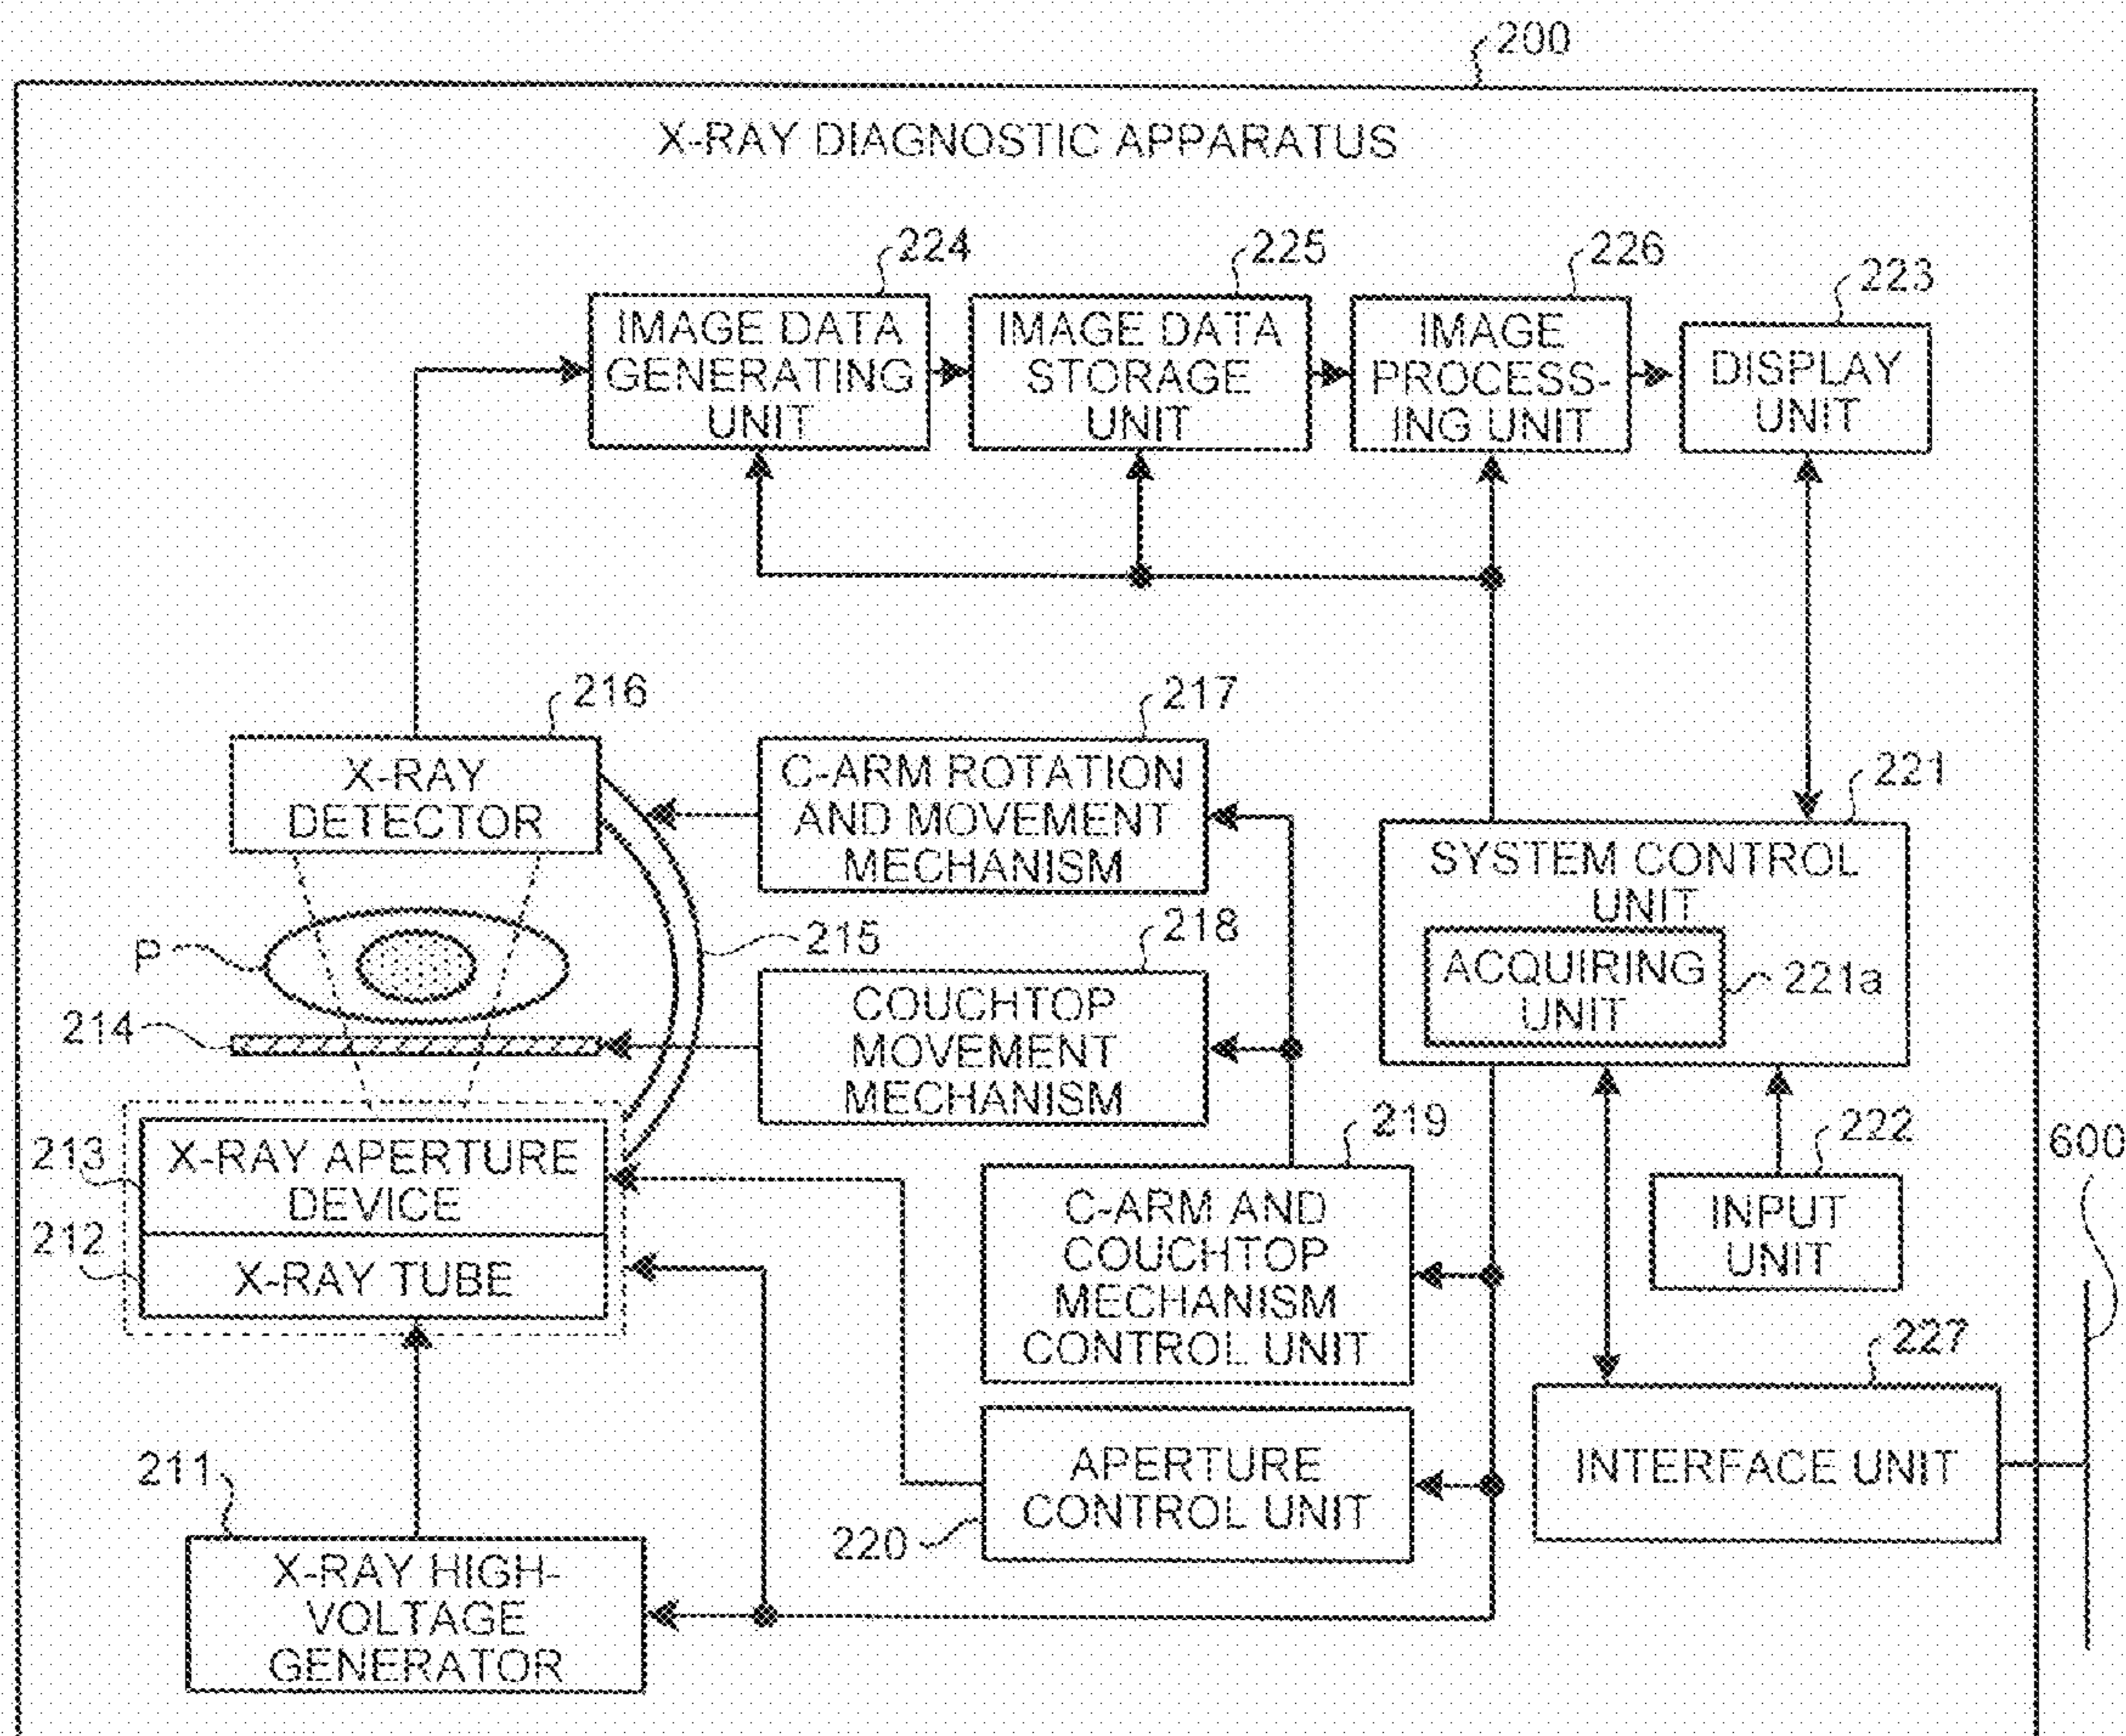 200
X-RAY DIAGNOSTIC APPARATUS
224
225
226
223
IMAGE DATA
GENERATING
UNIT
IMAGE DATA
STORAGE
UNIT
IMAGE
PROCESS-
ING UNIT
DISPLAY
UNIT
216
217
X-RAY
DETECTOR
C-ARM ROTATION
AND MOVEMENT
MECHANISM
221
SYSTEM CONTROL
UNIT
ACQUIRING
UNIT
221a
P
215
218
214
COUCHTOP
MOVEMENT
MECHANISM
213
X-RAY APERTURE
DEVICE
212
X-RAY TUBE
219
C-ARM AND
COUCHTOP
MECHANISM
CONTROL UNIT
222
INPUT
UNIT
600
227
INTERFACE UNIT
211
X-RAY HIGH-
VOLTAGE
GENERATOR
220
APERTURE
CONTROL UNIT